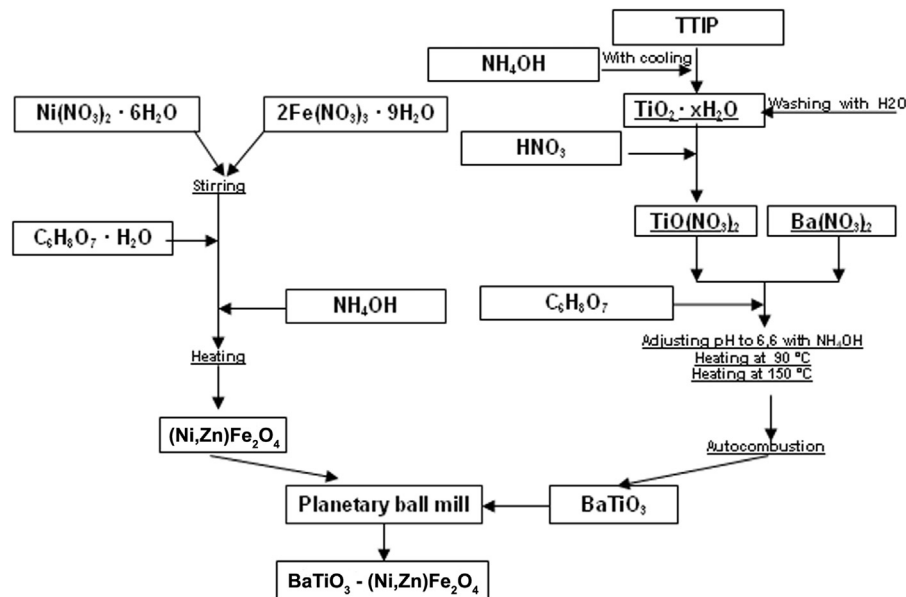 TTIP
NH₄OH
With cooling
Ni(NO₃)₂ · 6H₂O
2Fe(NO₃)₃ · 9H₂O
TiO₂ · xH₂O
Washing with H2O
HNO₃
Stirring
C₆H₈O₇ · H₂O
TiO(NO₃)₂
Ba(NO₃)₂
NH₄OH
C₆H₈O₇
Adjusting pH to 6,6 with NH₄OH
Heating at 90 °C
Heating at 150 °C
Heating
(Ni,Zn)Fe₂O₄
Autocombustion
Planetary ball mill
BaTiO₃
BaTiO₃ - (Ni,Zn)Fe₂O₄